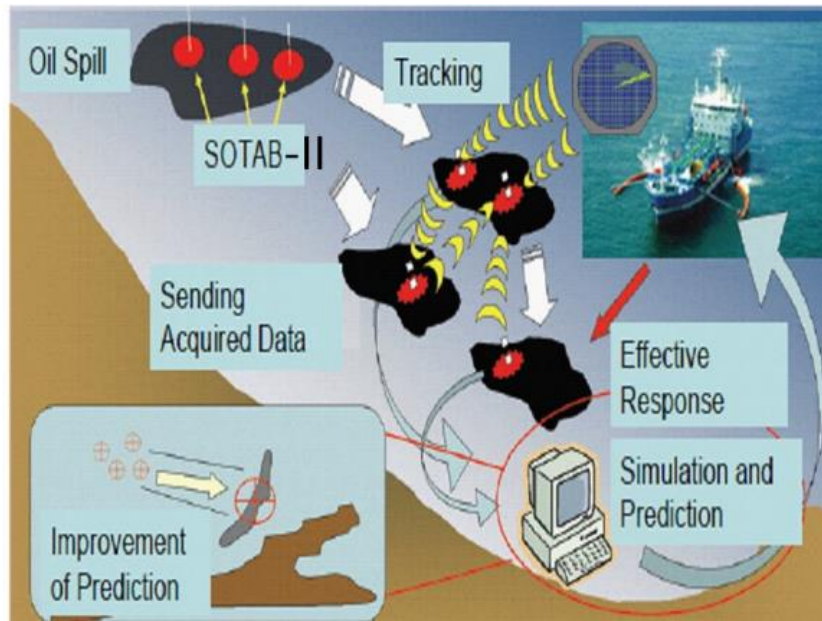 Oil Spill
Tracking
SOTAB-II
Sending
Acquired Data
Effective
Response
Simulation and
Prediction
Improvement
of Prediction